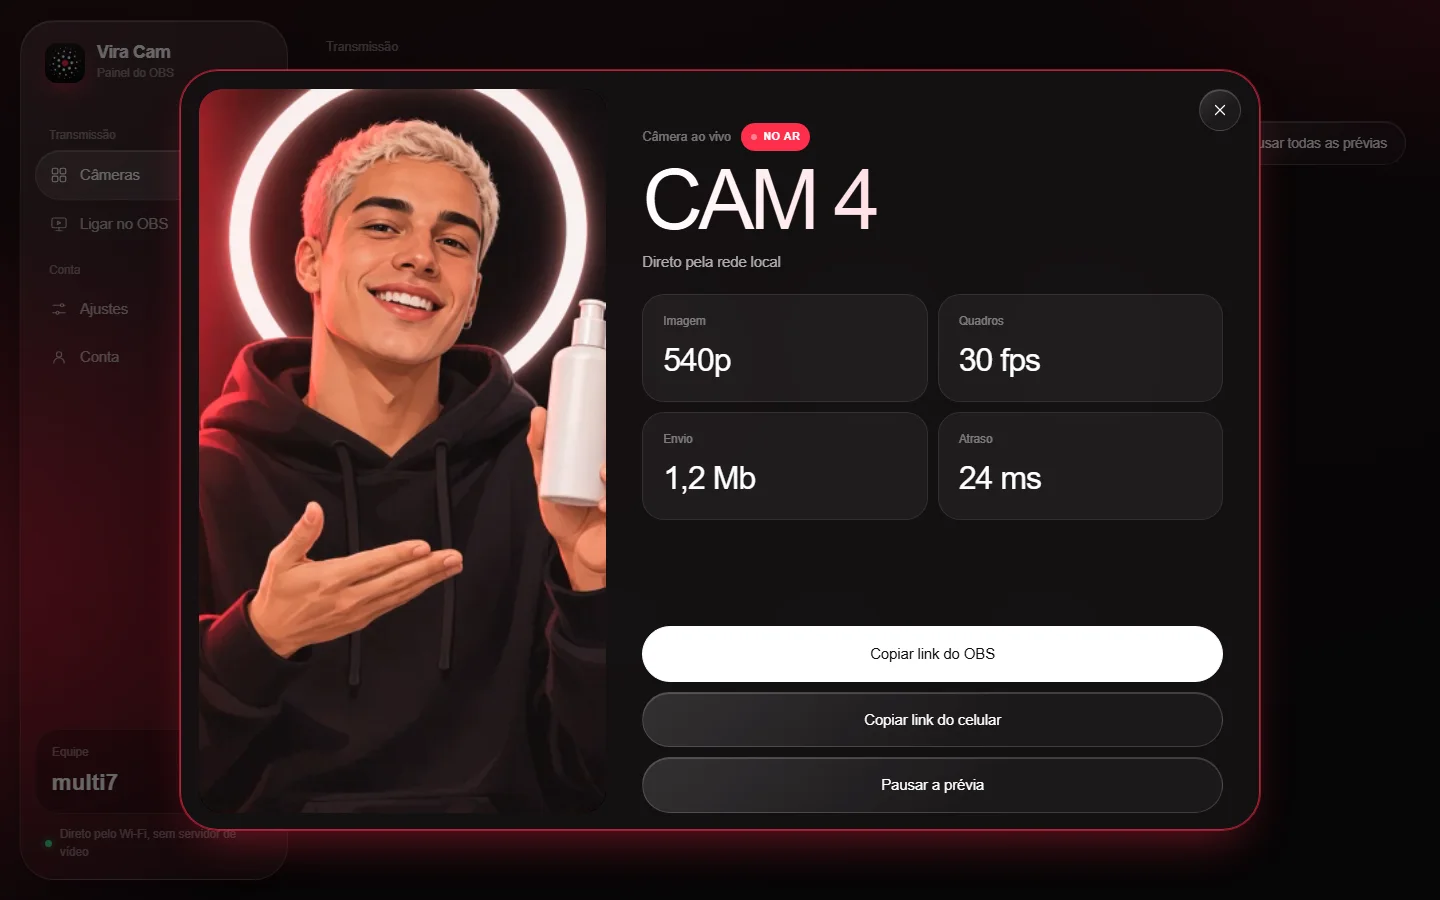 Vira Cam
Painel do OBS
Transmissão
Câmeras
Ligar no OBS
Conta
Ajustes
Conta
Equipe
multi7
Direto pelo Wi-Fi, sem servidor de
vídeo
Transmissão
usar todas as prévias
Câmera ao vivo
NO AR
CAM 4
Direto pela rede local
Imagem
540p
Quadros
30 fps
Envio
1,2 Mb
Atraso
24 ms
Copiar link do OBS
Copiar link do celular
Pausar a prévia